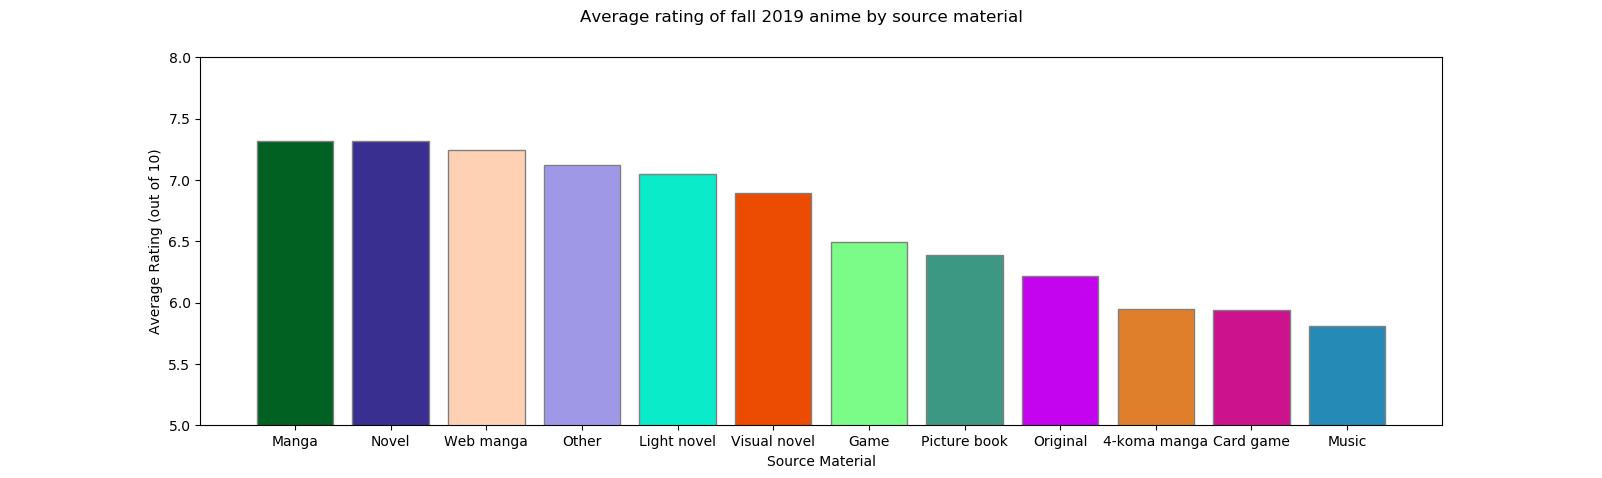 Average rating of fall 2019 anime by source material
Average Rating (out of 10)
8.0
7.5
7.0
6.5
6.0
5.5
5.0
Manga Novel Web manga Other Light novel Visual novel Game Picture book Original 4-koma manga Card game Music
Source Material